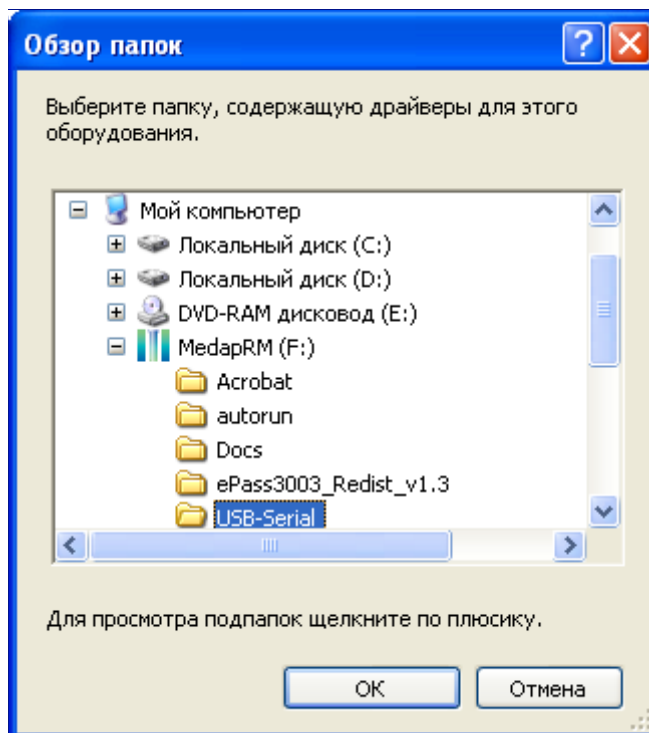 Обзор папок
Выберите папку, содержащую драйверы для этого
оборудования.
Мой компьютер
Локальный диск (C:)
Локальный диск (D:)
DVD-RAM дисковод (E:)
MedapRM (F:)
Acrobat
autorun
Docs
ePass3003_Redist_v1.3
USB-Serial
Для просмотра подпапок щелкните по плюсику.
ОК
Отмена